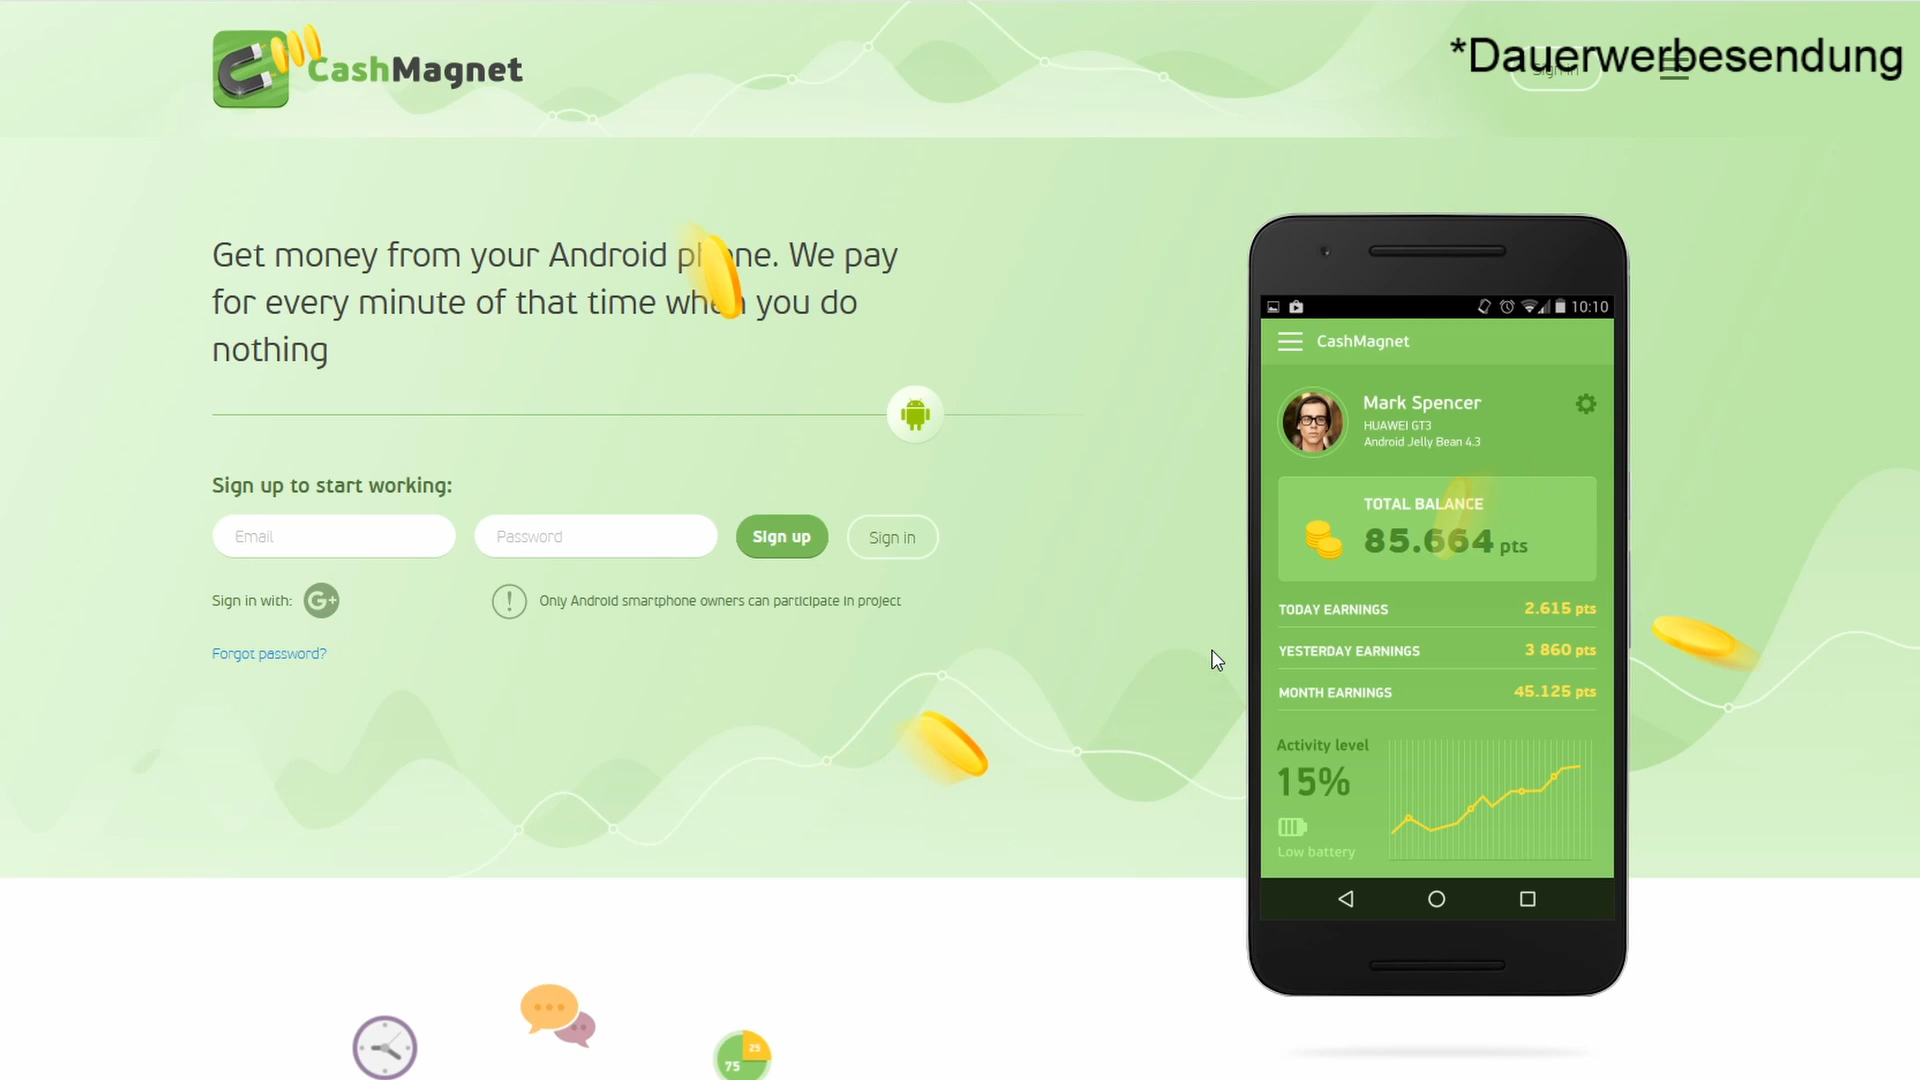 CashMagnet
*Dauerwerbesendung
Sign in
Get money from your Android phone. We pay
for every minute of that time when you do
nothing
Sign up to start working:
Email
Password
Sign up
Sign in
Sign in with:
G+
Only Android smartphone owners can participate in project
Forgot password?
10:10
CashMagnet
Mark Spencer
HUAWEI GT3
Android Jelly Bean 4.3
TOTAL BALANCE
85.664 pts
TODAY EARNINGS
2.615 pts
YESTERDAY EARNINGS
3 860 pts
MONTH EARNINGS
45.125 pts
Activity level
15%
Low battery
25
75